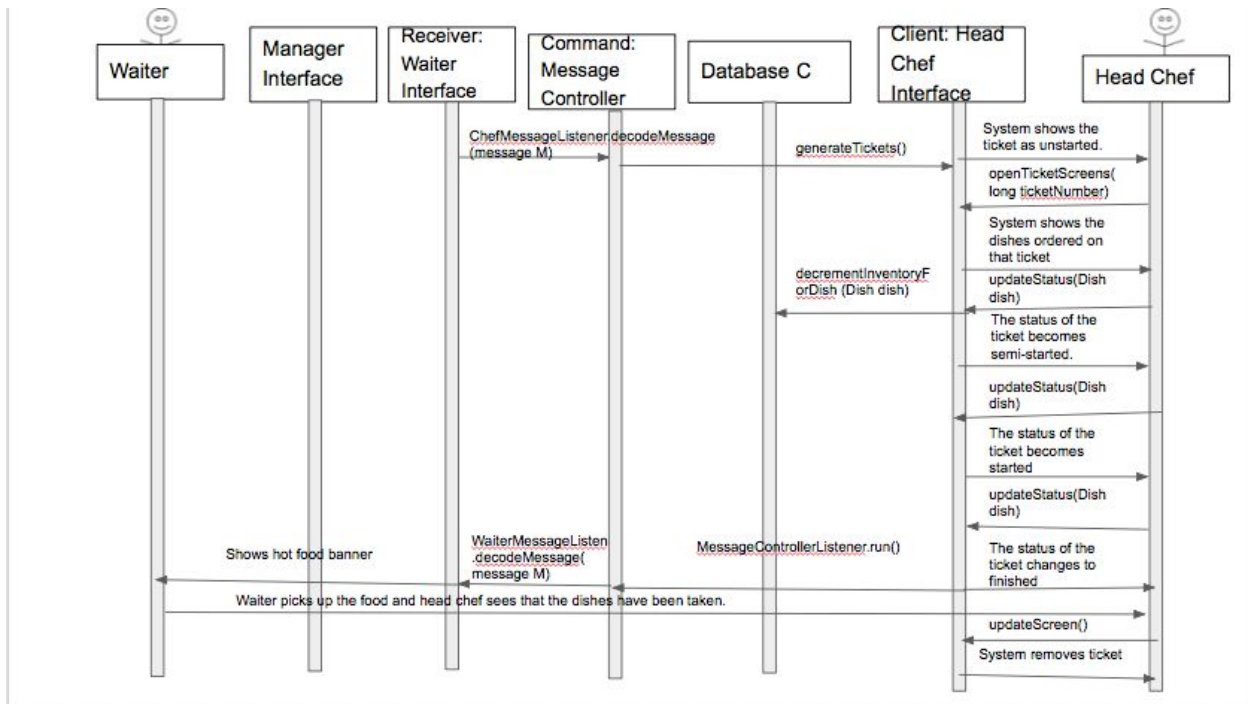 Waiter
Manager
Interface
Receiver:
Waiter
Interface
Command:
Message
Controller
Database C
Client: Head
Chef
Interface
Head Chef
ChefMessageListener.decodeMessage
(message M)
generateTickets()
System shows the
ticket as unstarted.
openTicketScreens(
long ticketNumber)
System shows the
dishes ordered on
that ticket
decrementInventoryF
orDish (Dish dish)
updateStatus(Dish
dish)
The status of the
ticket becomes
semi-started.
updateStatus(Dish
dish)
The status of the
ticket becomes
started
updateStatus(Dish
dish)
Shows hot food banner
WaiterMessageListen
.decodeMessage(
message M)
MessageControllerListener.run()
The status of the
ticket changes to
finished
Waiter picks up the food and head chef sees that the dishes have been taken.
updateScreen()
System removes ticket